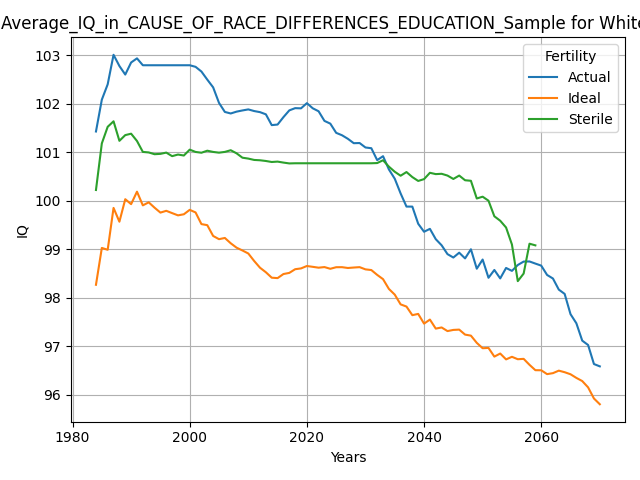 Average_IQ_in_CAUSE_OF_RACE_DIFFERENCES_EDUCATION_Sample for White
Fertility
Actual
Ideal
Sterile
103
102
101
100
99
98
97
96
IQ
1980
2000
2020
2040
2060
Years